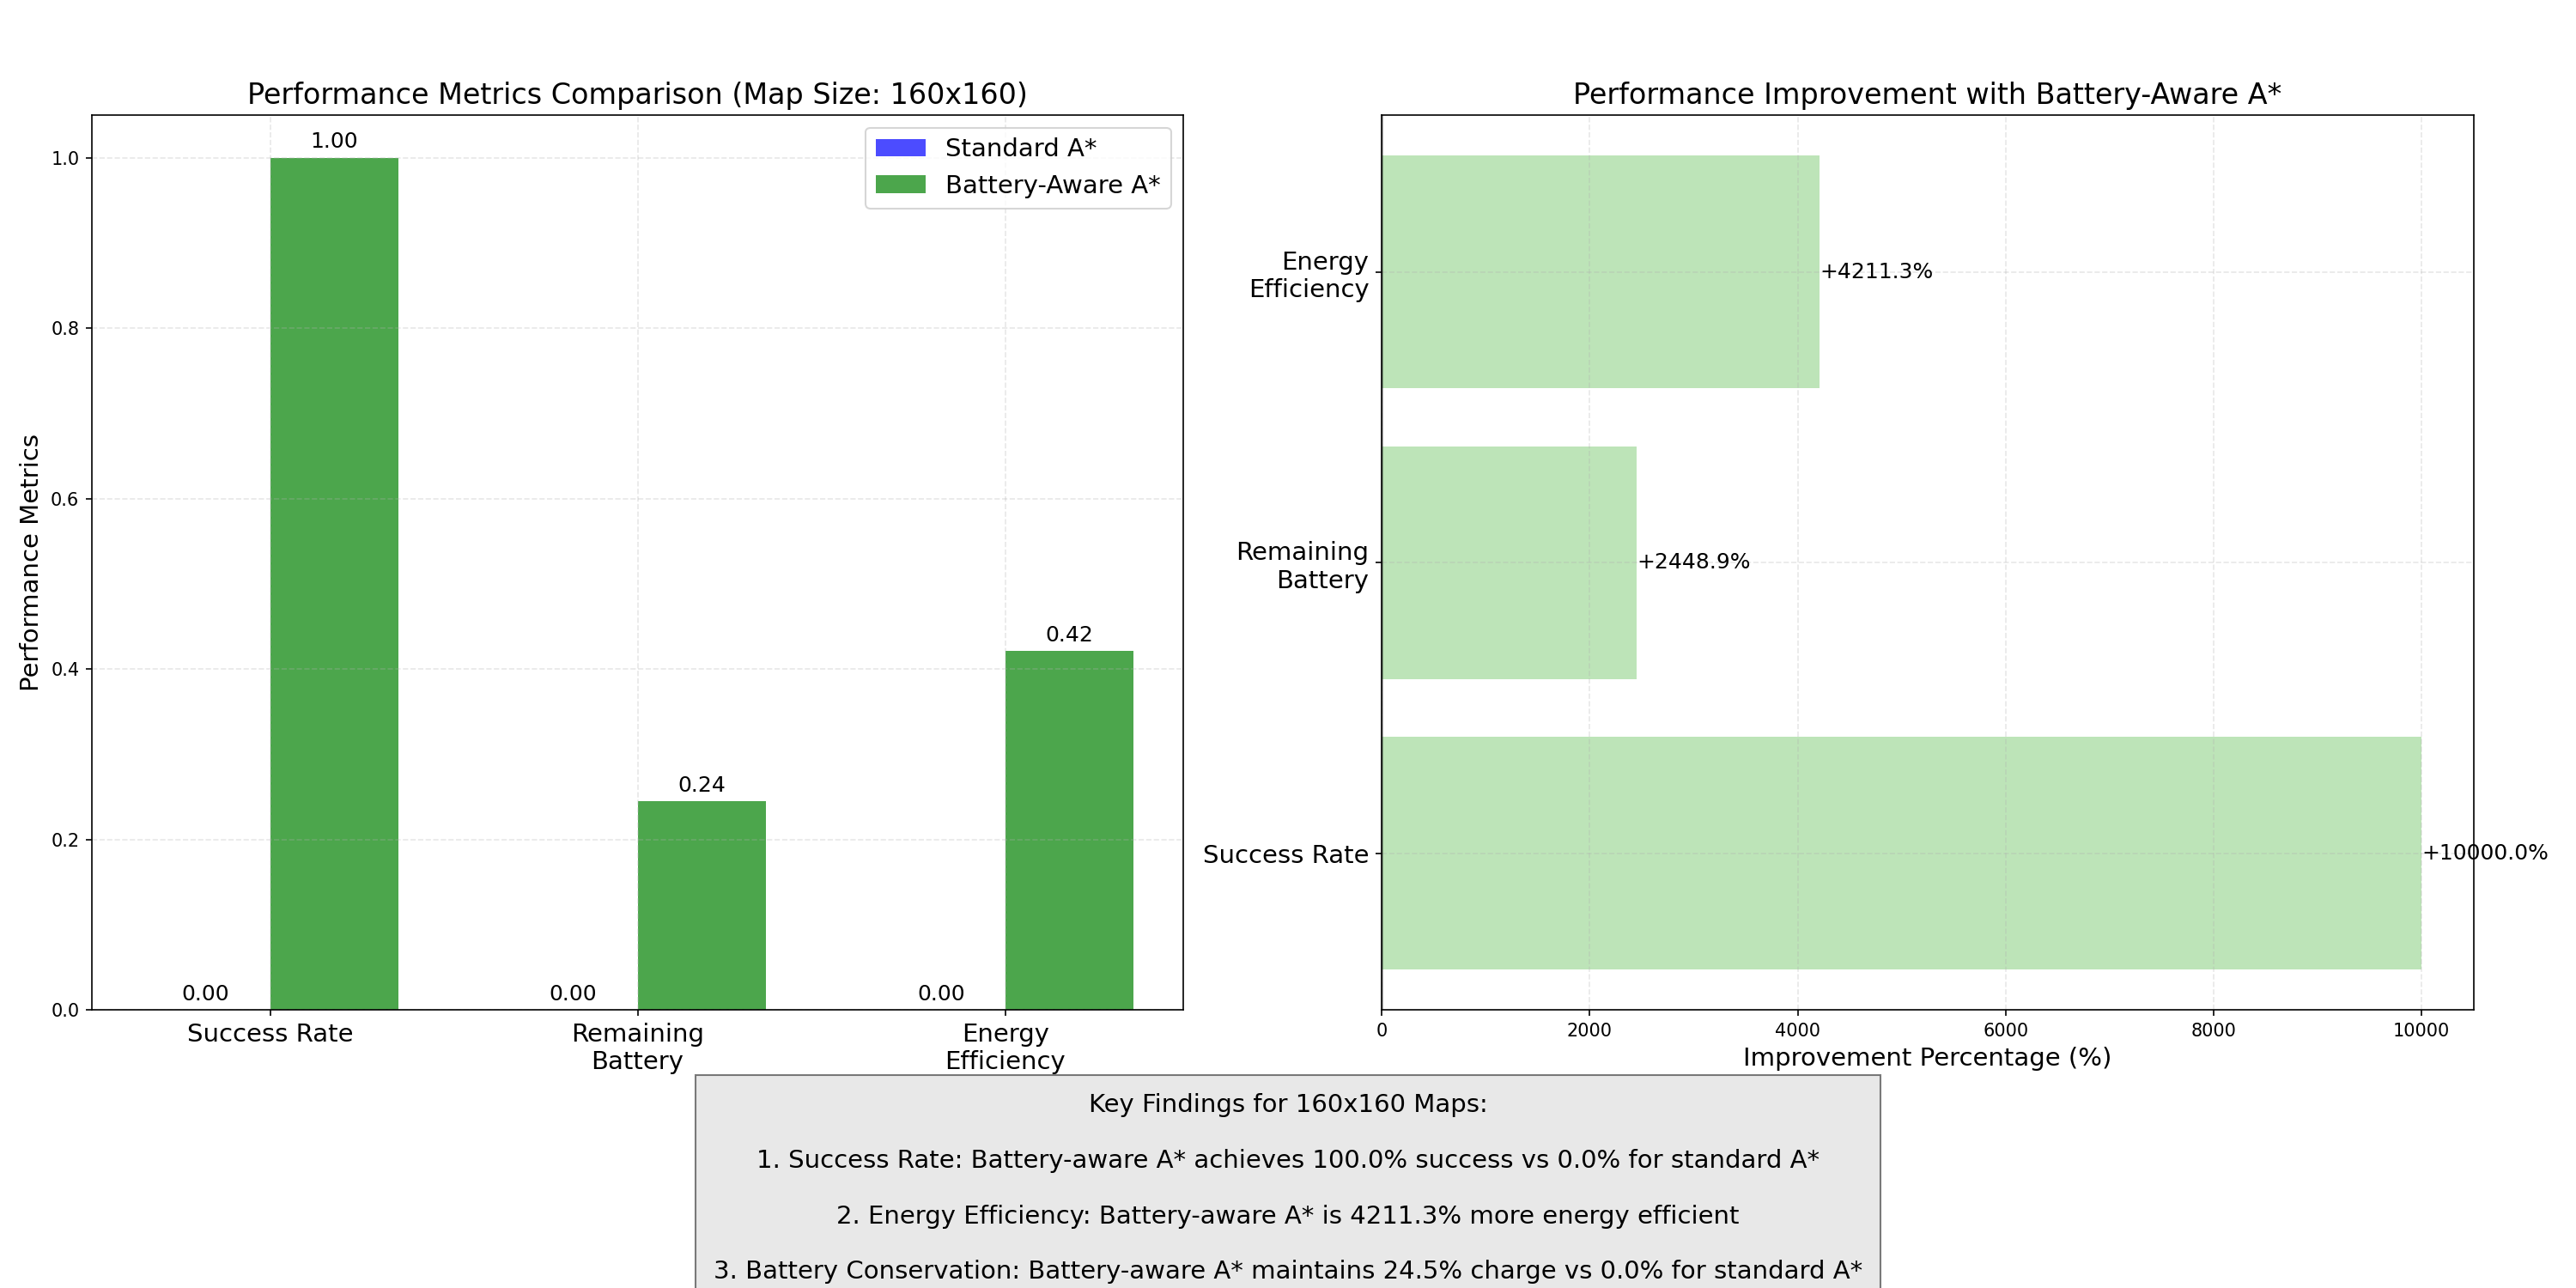 Performance Metrics Comparison (Map Size: 160x160)
Performance Metrics
1.0
0.8
0.6
0.4
0.2
0.0
Standard A*
Battery-Aware A*
1.00
0.24
0.42
0.00
0.00
0.00
Success Rate
Remaining
Battery
Energy
Efficiency
Performance Improvement with Battery-Aware A*
Energy
Efficiency
+4211.3%
Remaining
Battery
+2448.9%
Success Rate
+10000.0%
0
2000
4000
6000
8000
10000
Improvement Percentage (%)
Key Findings for 160x160 Maps:
1. Success Rate: Battery-aware A* achieves 100.0% success vs 0.0% for standard A*
2. Energy Efficiency: Battery-aware A* is 4211.3% more energy efficient
3. Battery Conservation: Battery-aware A* maintains 24.5% charge vs 0.0% for standard A*